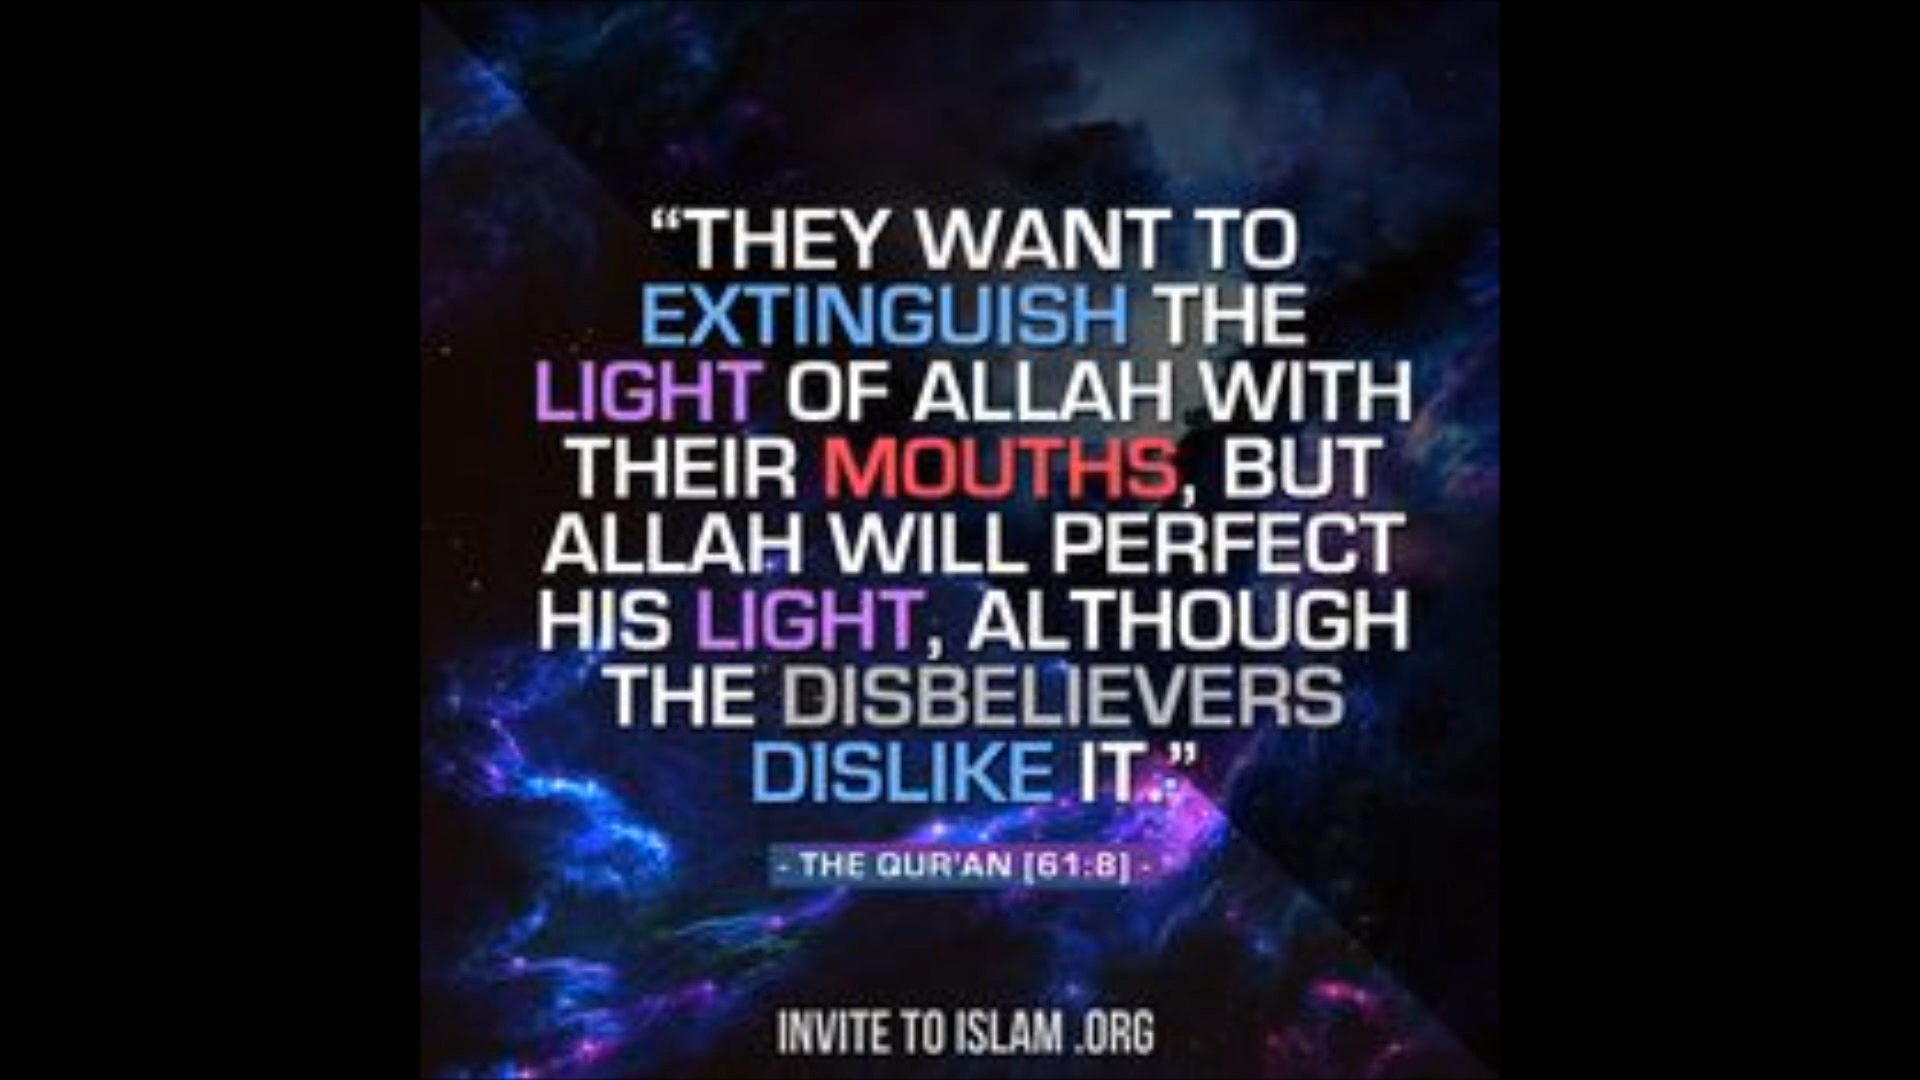 “THEY WANT TO
EXTINGUISH THE
LIGHT OF ALLAH WITH
THEIR MOUTHS, BUT
ALLAH WILL PERFECT
HIS LIGHT, ALTHOUGH
THE DISBELIEVERS
DISLIKE IT.”
- THE QUR'AN [61:8] -
INVITE TO ISLAM .ORG